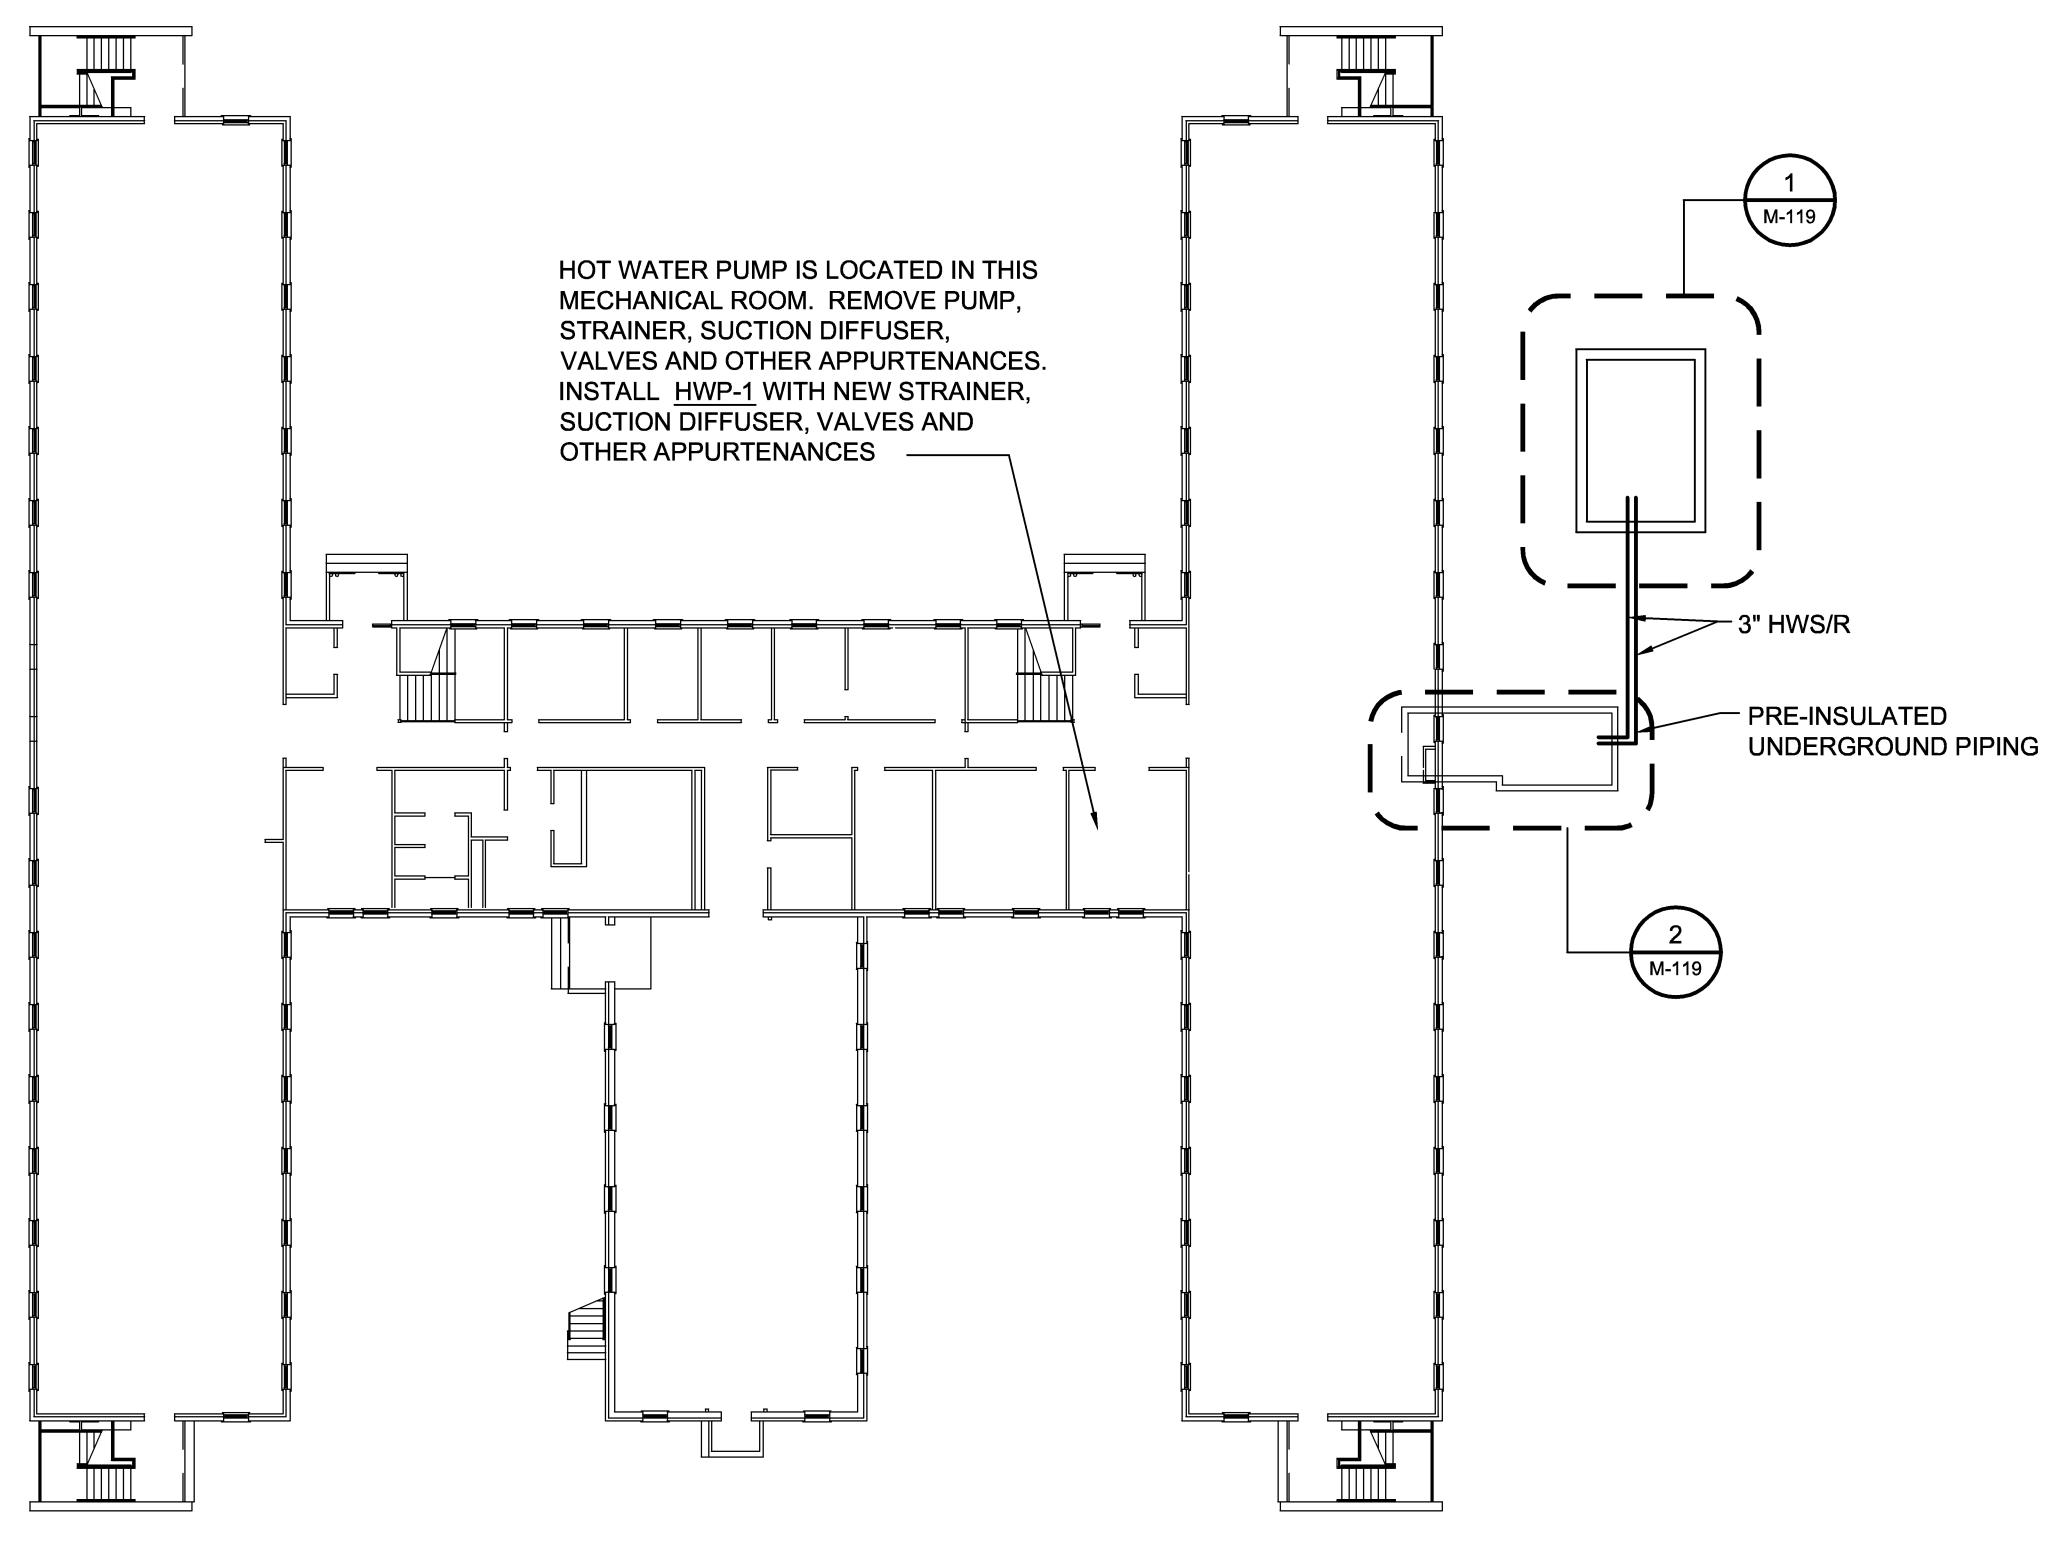 1
M-119
HOT WATER PUMP IS LOCATED IN THIS
MECHANICAL ROOM.  REMOVE PUMP,
STRAINER, SUCTION DIFFUSER,
VALVES AND OTHER APPURTENANCES.
INSTALL  HWP-1 WITH NEW STRAINER,
SUCTION DIFFUSER, VALVES AND
OTHER APPURTENANCES
3" HWS/R
PRE-INSULATED
UNDERGROUND PIPING
2
M-119